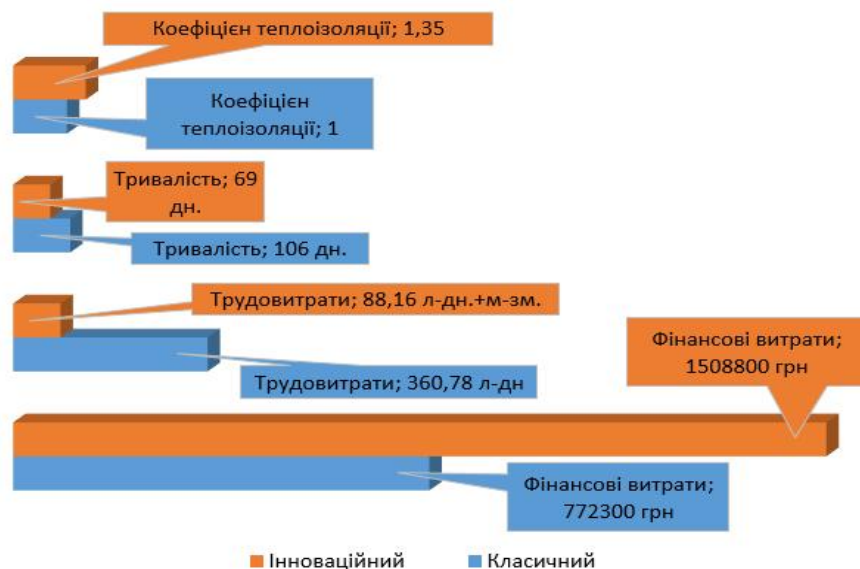 Коефіцієн теплоізоляції; 1,35
Коефіцієн
теплоізоляції; 1
Тривалість; 69
дн.
Тривалість; 106 дн.
Трудовитрати; 88,16 л-дн.+м-зм.
Фінансові витрати;
1508800 грн
Трудовитрати; 360,78 л-дн
Фінансові витрати;
772300 грн
Інноваційний
Класичний